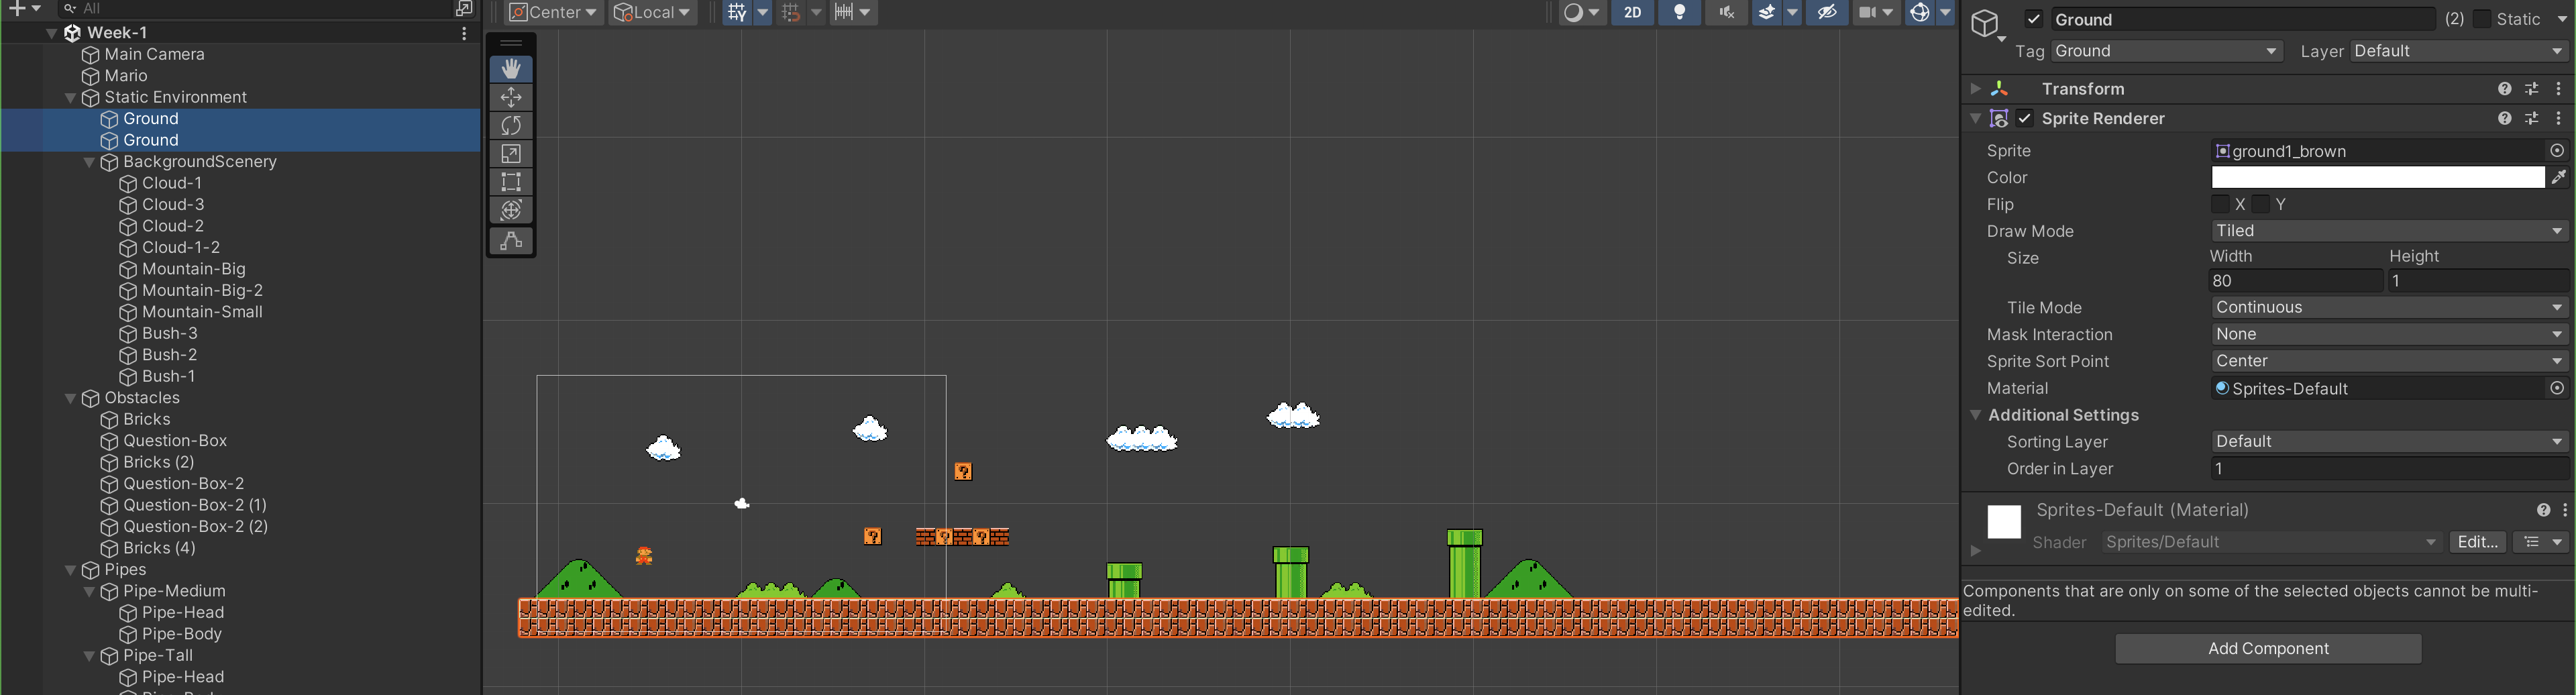 All
Week-1
Main Camera
Mario
Static Environment
Ground
Ground
BackgroundScenery
Cloud-1
Cloud-3
Cloud-2
Cloud-1-2
Mountain-Big
Mountain-Big-2
Mountain-Small
Bush-3
Bush-2
Bush-1
Obstacles
Bricks
Question-Box
Bricks (2)
Question-Box-2
Question-Box-2 (1)
Question-Box-2 (2)
Bricks (4)
Pipes
Pipe-Medium
Pipe-Head
Pipe-Body
Pipe-Tall
Pipe-Head
Center Local 2D
?
? ? ?
Ground (2) Static
Tag Ground Layer Default
Transform
Sprite Renderer
Sprite ground1_brown
Color
Flip X Y
Draw Mode Tiled
Size Width Height
80 1
Tile Mode Continuous
Mask Interaction None
Sprite Sort Point Center
Material Sprites-Default
Additional Settings
Sorting Layer Default
Order in Layer 1
Sprites-Default (Material)
Shader Sprites/Default Edit...
Components that are only on some of the selected objects cannot be multi-
edited.
Add Component